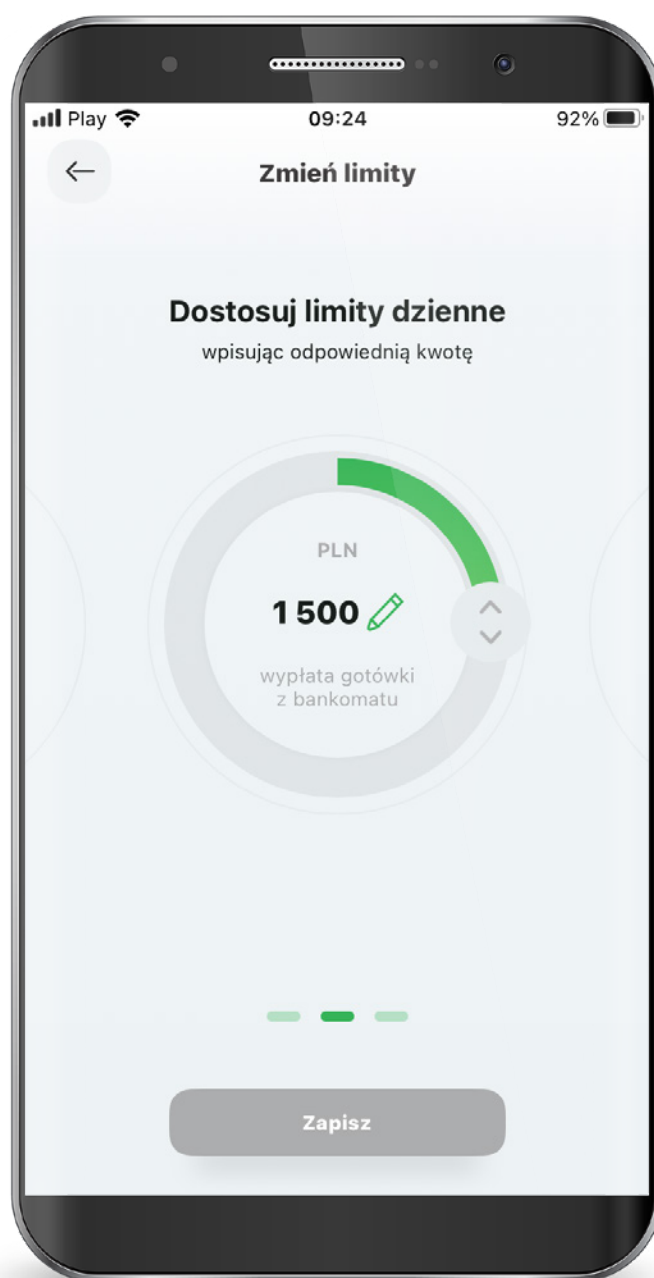 Play
09:24
92%
Zmień limity
Dostosuj limity dzienne
wpisując odpowiednią kwotę
PLN
1 500
wypłata gotówki
z bankomatu
Zapisz